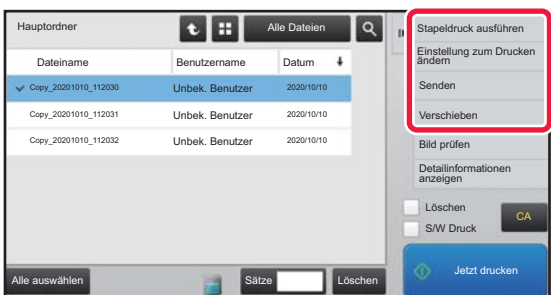 Hauptordner
Alle Dateien
Dateiname Benutzername Datum
Copy_20201010_112030 Unbek. Benutzer 2020/10/10
Copy_20201010_112031 Unbek. Benutzer 2020/10/10
Copy_20201010_112032 Unbek. Benutzer 2020/10/10
Alle auswählen
Sätze
Löschen
Stapeldruck ausführen
Einstellung zum Drucken
ändern
Senden
Verschieben
Bild prüfen
Detailinformationen
anzeigen
Löschen
S/W Druck
CA
Jetzt drucken